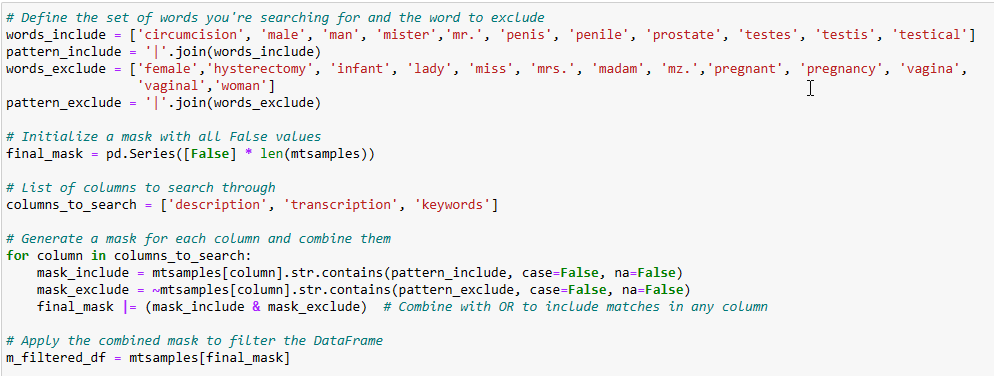 # Define the set of words you're searching for and the word to exclude
words_include = ['circumcision', 'male', 'man', 'mister','mr.', 'penis', 'penile', 'prostate', 'testes', 'testis', 'testical']
pattern_include = '|'.join(words_include)
words_exclude = ['female','hysterectomy', 'infant', 'lady', 'miss', 'mrs.', 'madam', 'mz.','pregnant', 'pregnancy', 'vagina',
                 'vaginal','woman']
pattern_exclude = '|'.join(words_exclude)

# Initialize a mask with all False values
final_mask = pd.Series([False] * len(mtsamples))

# List of columns to search through
columns_to_search = ['description', 'transcription', 'keywords']

# Generate a mask for each column and combine them
for column in columns_to_search:
    mask_include = mtsamples[column].str.contains(pattern_include, case=False, na=False)
    mask_exclude = ~mtsamples[column].str.contains(pattern_exclude, case=False, na=False)
    final_mask |= (mask_include & mask_exclude)  # Combine with OR to include matches in any column

# Apply the combined mask to filter the DataFrame
m_filtered_df = mtsamples[final_mask]